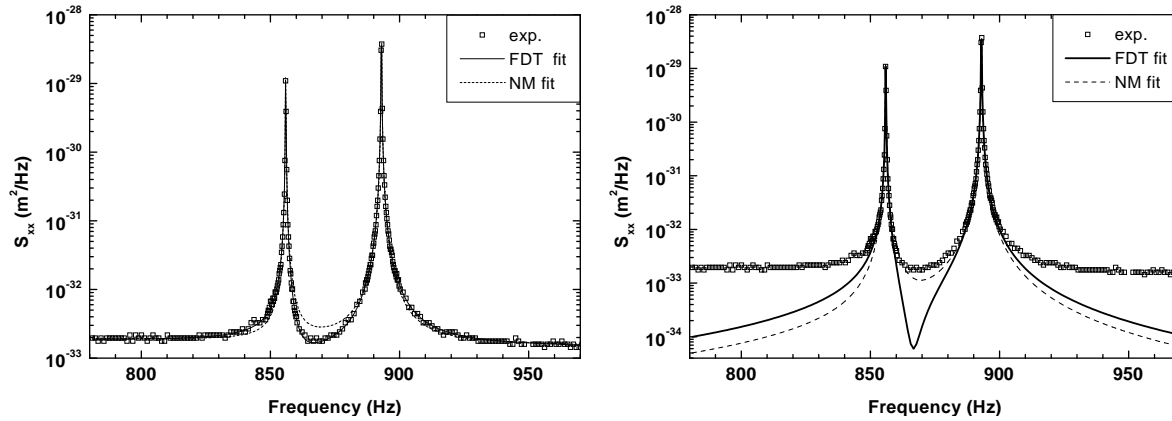 10⁻²⁸
10⁻²⁹
10⁻³⁰
10⁻³¹
10⁻³²
10⁻³³
S_xx (m²/Hz)
exp.
FDT fit
NM fit
800
850
900
950
Frequency (Hz)
10⁻²⁸
10⁻²⁹
10⁻³⁰
10⁻³¹
10⁻³²
10⁻³³
10⁻³⁴
S_xx (m²/Hz)
exp.
FDT fit
NM fit
800
850
900
950
Frequency (Hz)